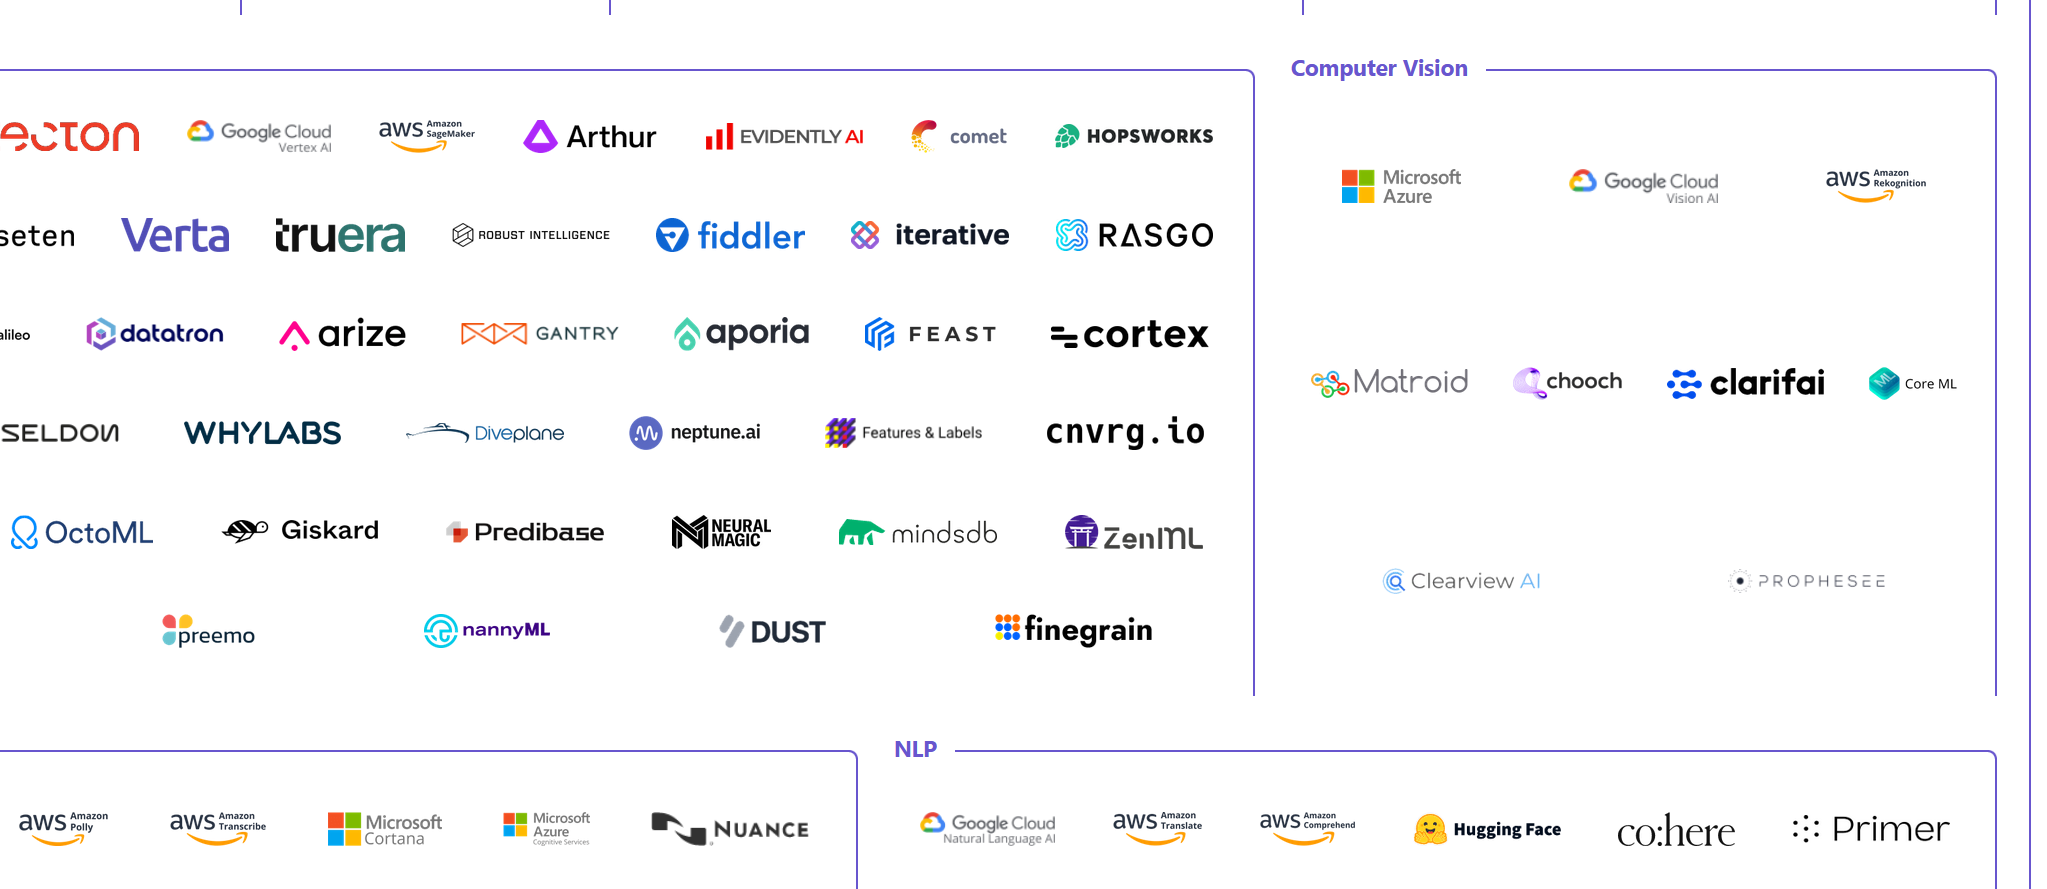 Computer Vision
ecton
Google Cloud
Vertex AI
aws Amazon
SageMaker
Arthur
EVIDENTLY AI
comet
HOPSWORKS
seten
Verta
truera
ROBUST INTELLIGENCE
fiddler
iterative
RASGO
alileo
datatron
arize
GANTRY
aporia
FEAST
cortex
SELDON
WHYLABS
Diveplane
neptune.ai
Features & Labels
cnvrg.io
OctoML
Giskard
Predibase
NEURAL
MAGIC
mindsdb
ZenML
preemo
nannyML
DUST
finegrain
Microsoft
Azure
Google Cloud
Vision AI
aws Amazon
Rekognition
Matroid
chooch
clarifai
ML
Core ML
Clearview AI
PROPHESEE
NLP
aws Amazon
Polly
aws Amazon
Transcribe
Microsoft
Cortana
Microsoft
Azure
Cognitive Services
NUANCE
Google Cloud
Natural Language AI
aws Amazon
Translate
aws Amazon
Comprehend
Hugging Face
co:here
Primer